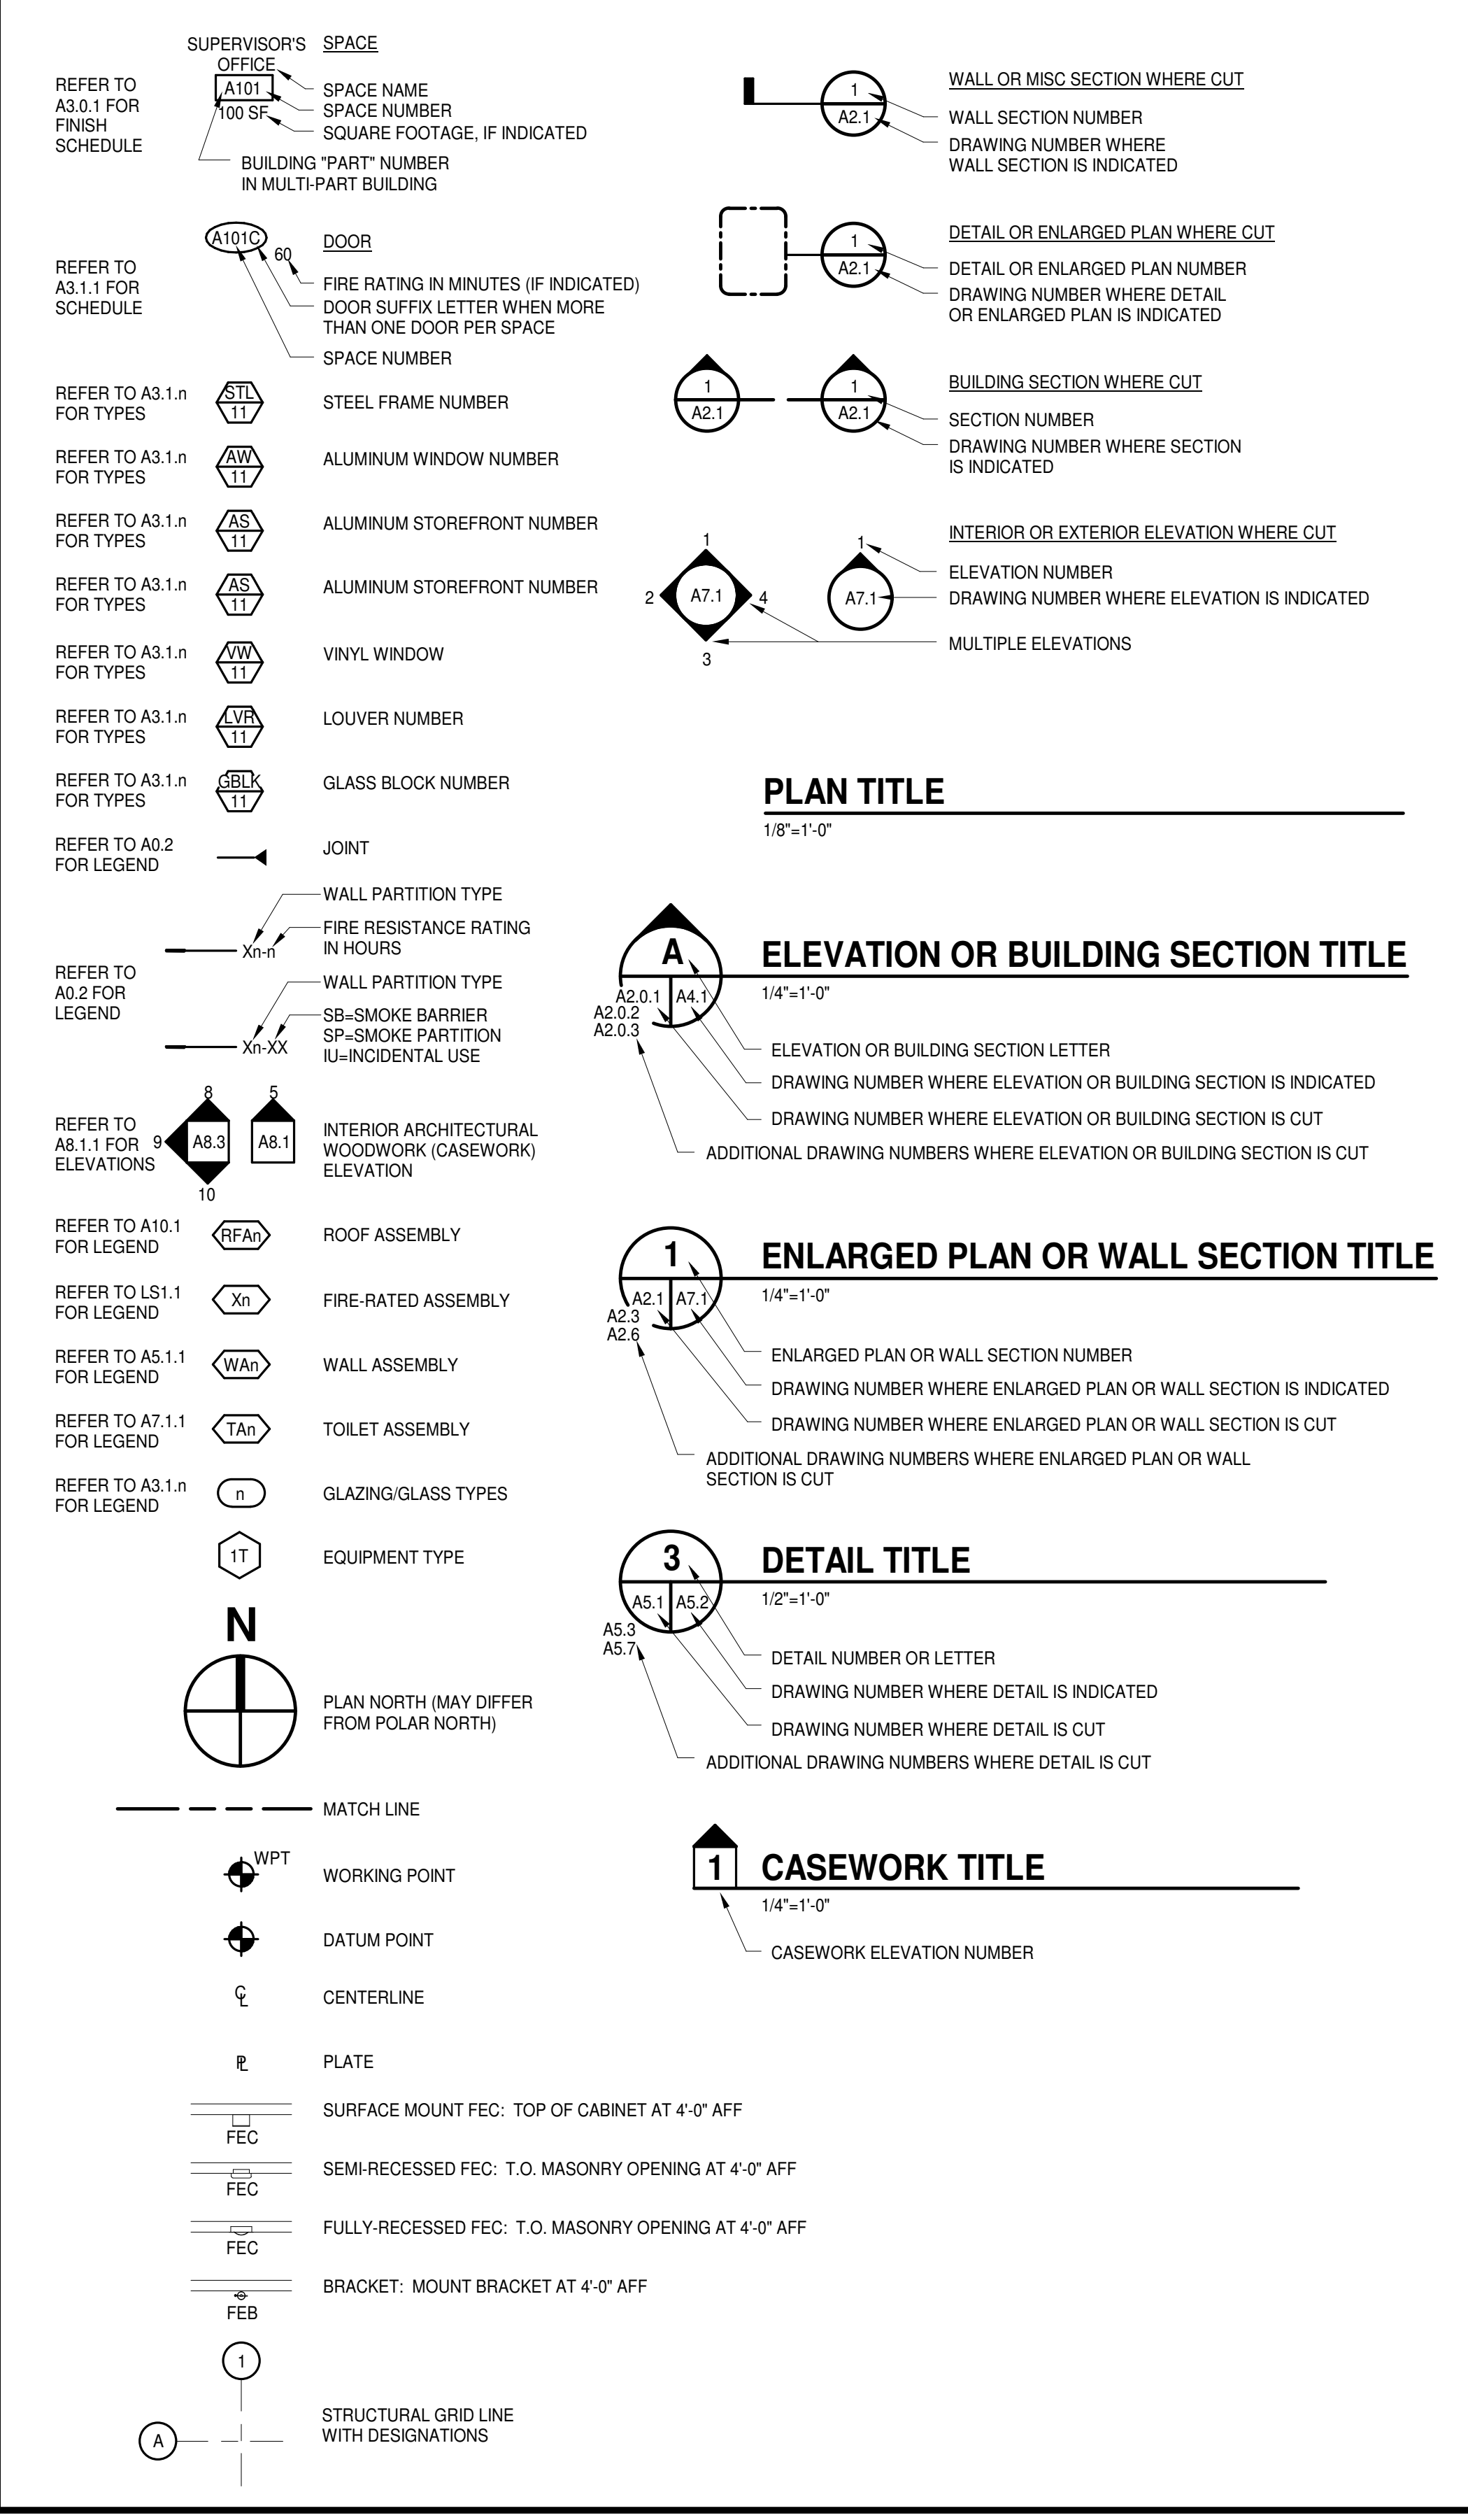 REFER TO
A3.0.1 FOR
FINISH
SCHEDULE
SUPERVISOR'S
OFFICE
A101
100 SF
SPACE
SPACE NAME
SPACE NUMBER
SQUARE FOOTAGE, IF INDICATED
BUILDING "PART" NUMBER
IN MULTI-PART BUILDING
REFER TO
A3.1.1 FOR
SCHEDULE
A101C
60
DOOR
FIRE RATING IN MINUTES (IF INDICATED)
DOOR SUFFIX LETTER WHEN MORE
THAN ONE DOOR PER SPACE
SPACE NUMBER
REFER TO A3.1.n
FOR TYPES
STL
11
STEEL FRAME NUMBER
REFER TO A3.1.n
FOR TYPES
AW
11
ALUMINUM WINDOW NUMBER
REFER TO A3.1.n
FOR TYPES
AS
11
ALUMINUM STOREFRONT NUMBER
REFER TO A3.1.n
FOR TYPES
AS
11
ALUMINUM STOREFRONT NUMBER
REFER TO A3.1.n
FOR TYPES
VW
11
VINYL WINDOW
REFER TO A3.1.n
FOR TYPES
LVR
11
LOUVER NUMBER
REFER TO A3.1.n
FOR TYPES
GBLK
11
GLASS BLOCK NUMBER
REFER TO A0.2
FOR LEGEND
JOINT
REFER TO
A0.2 FOR
LEGEND
Xn-n
WALL PARTITION TYPE
FIRE RESISTANCE RATING
IN HOURS
Xn-XX
WALL PARTITION TYPE
SB=SMOKE BARRIER
SP=SMOKE PARTITION
IU=INCIDENTAL USE
REFER TO
A8.1.1 FOR
ELEVATIONS
8
9
A8.3
10
5
A8.1
INTERIOR ARCHITECTURAL
WOODWORK (CASEWORK)
ELEVATION
REFER TO A10.1
FOR LEGEND
RFAn
ROOF ASSEMBLY
REFER TO LS1.1
FOR LEGEND
Xn
FIRE-RATED ASSEMBLY
REFER TO A5.1.1
FOR LEGEND
WAn
WALL ASSEMBLY
REFER TO A7.1.1
FOR LEGEND
TAn
TOILET ASSEMBLY
REFER TO A3.1.n
FOR LEGEND
n
GLAZING/GLASS TYPES
1T
EQUIPMENT TYPE
N
PLAN NORTH (MAY DIFFER
FROM POLAR NORTH)
MATCH LINE
WPT
WORKING POINT
DATUM POINT
CL
CENTERLINE
PL
PLATE
FEC
SURFACE MOUNT FEC: TOP OF CABINET AT 4'-0" AFF
FEC
SEMI-RECESSED FEC: T.O. MASONRY OPENING AT 4'-0" AFF
FEC
FULLY-RECESSED FEC: T.O. MASONRY OPENING AT 4'-0" AFF
FEB
BRACKET: MOUNT BRACKET AT 4'-0" AFF
1
A
STRUCTURAL GRID LINE
WITH DESIGNATIONS
1
A2.1
WALL OR MISC SECTION WHERE CUT
WALL SECTION NUMBER
DRAWING NUMBER WHERE
WALL SECTION IS INDICATED
1
A2.1
DETAIL OR ENLARGED PLAN WHERE CUT
DETAIL OR ENLARGED PLAN NUMBER
DRAWING NUMBER WHERE DETAIL
OR ENLARGED PLAN IS INDICATED
1
A2.1
1
A2.1
BUILDING SECTION WHERE CUT
SECTION NUMBER
DRAWING NUMBER WHERE SECTION
IS INDICATED
1
2
A7.1
4
3
1
A7.1
INTERIOR OR EXTERIOR ELEVATION WHERE CUT
ELEVATION NUMBER
DRAWING NUMBER WHERE ELEVATION IS INDICATED
MULTIPLE ELEVATIONS
PLAN TITLE
1/8"=1'-0"
A
A2.0.1
A4.1
A2.0.2
A2.0.3
ELEVATION OR BUILDING SECTION TITLE
1/4"=1'-0"
ELEVATION OR BUILDING SECTION LETTER
DRAWING NUMBER WHERE ELEVATION OR BUILDING SECTION IS INDICATED
DRAWING NUMBER WHERE ELEVATION OR BUILDING SECTION IS CUT
ADDITIONAL DRAWING NUMBERS WHERE ELEVATION OR BUILDING SECTION IS CUT
1
A2.1
A7.1
A2.3
A2.6
ENLARGED PLAN OR WALL SECTION TITLE
1/4"=1'-0"
ENLARGED PLAN OR WALL SECTION NUMBER
DRAWING NUMBER WHERE ENLARGED PLAN OR WALL SECTION IS INDICATED
DRAWING NUMBER WHERE ENLARGED PLAN OR WALL SECTION IS CUT
ADDITIONAL DRAWING NUMBERS WHERE ENLARGED PLAN OR WALL
SECTION IS CUT
3
A5.1
A5.2
A5.3
A5.7
DETAIL TITLE
1/2"=1'-0"
DETAIL NUMBER OR LETTER
DRAWING NUMBER WHERE DETAIL IS INDICATED
DRAWING NUMBER WHERE DETAIL IS CUT
ADDITIONAL DRAWING NUMBERS WHERE DETAIL IS CUT
1
CASEWORK TITLE
1/4"=1'-0"
CASEWORK ELEVATION NUMBER